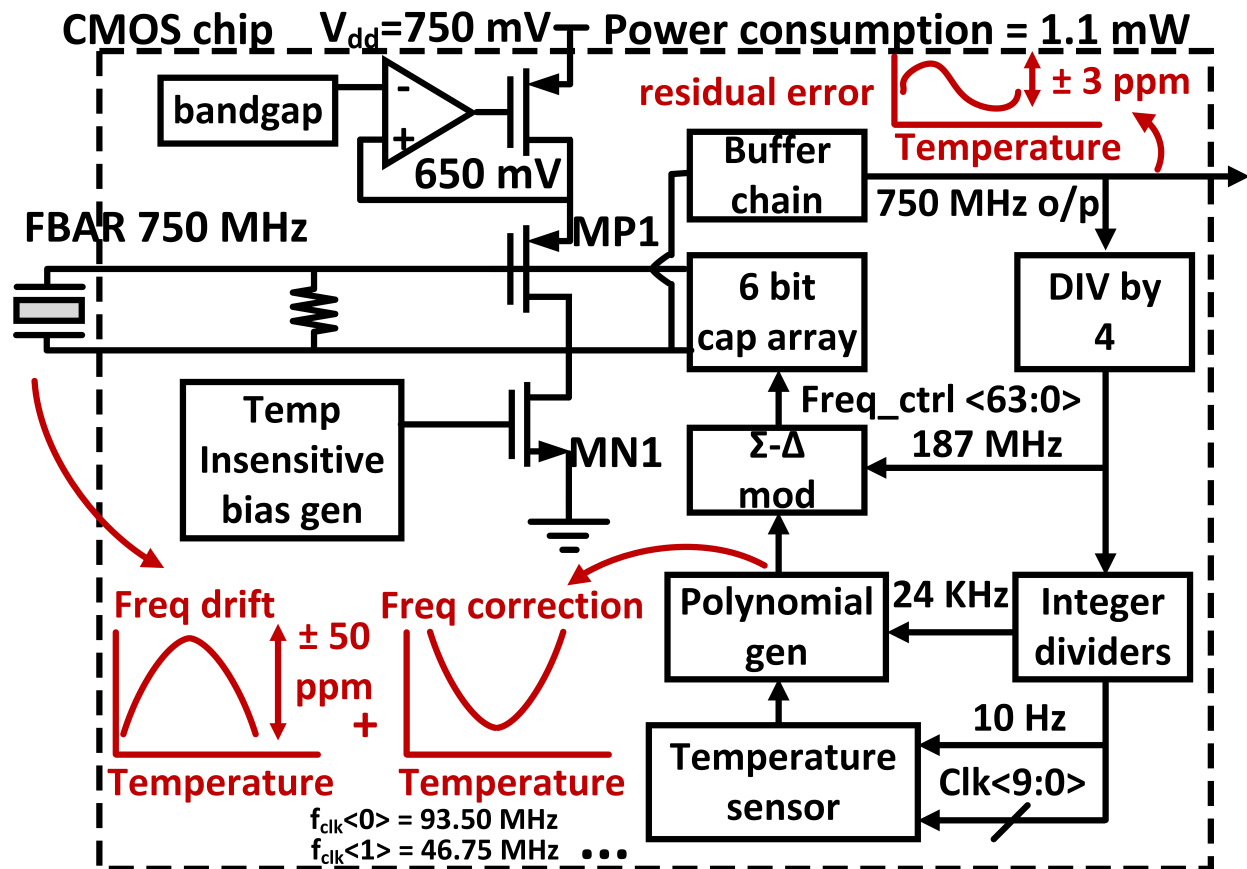 CMOS chip
V_dd=750 mV
Power consumption = 1.1 mW
bandgap
-
+
650 mV
residual error
± 3 ppm
Temperature
Buffer
chain
750 MHz o/p
FBAR 750 MHz
MP1
6 bit
cap array
DIV by
4
Freq_ctrl <63:0>
Temp
Insensitive
bias gen
MN1
Σ-Δ
mod
187 MHz
Freq drift
± 50
ppm
Temperature
+
Freq correction
Temperature
Polynomial
gen
24 KHz
Integer
dividers
10 Hz
Temperature
sensor
Clk<9:0>
f_clk<0> = 93.50 MHz
f_clk<1> = 46.75 MHz ...